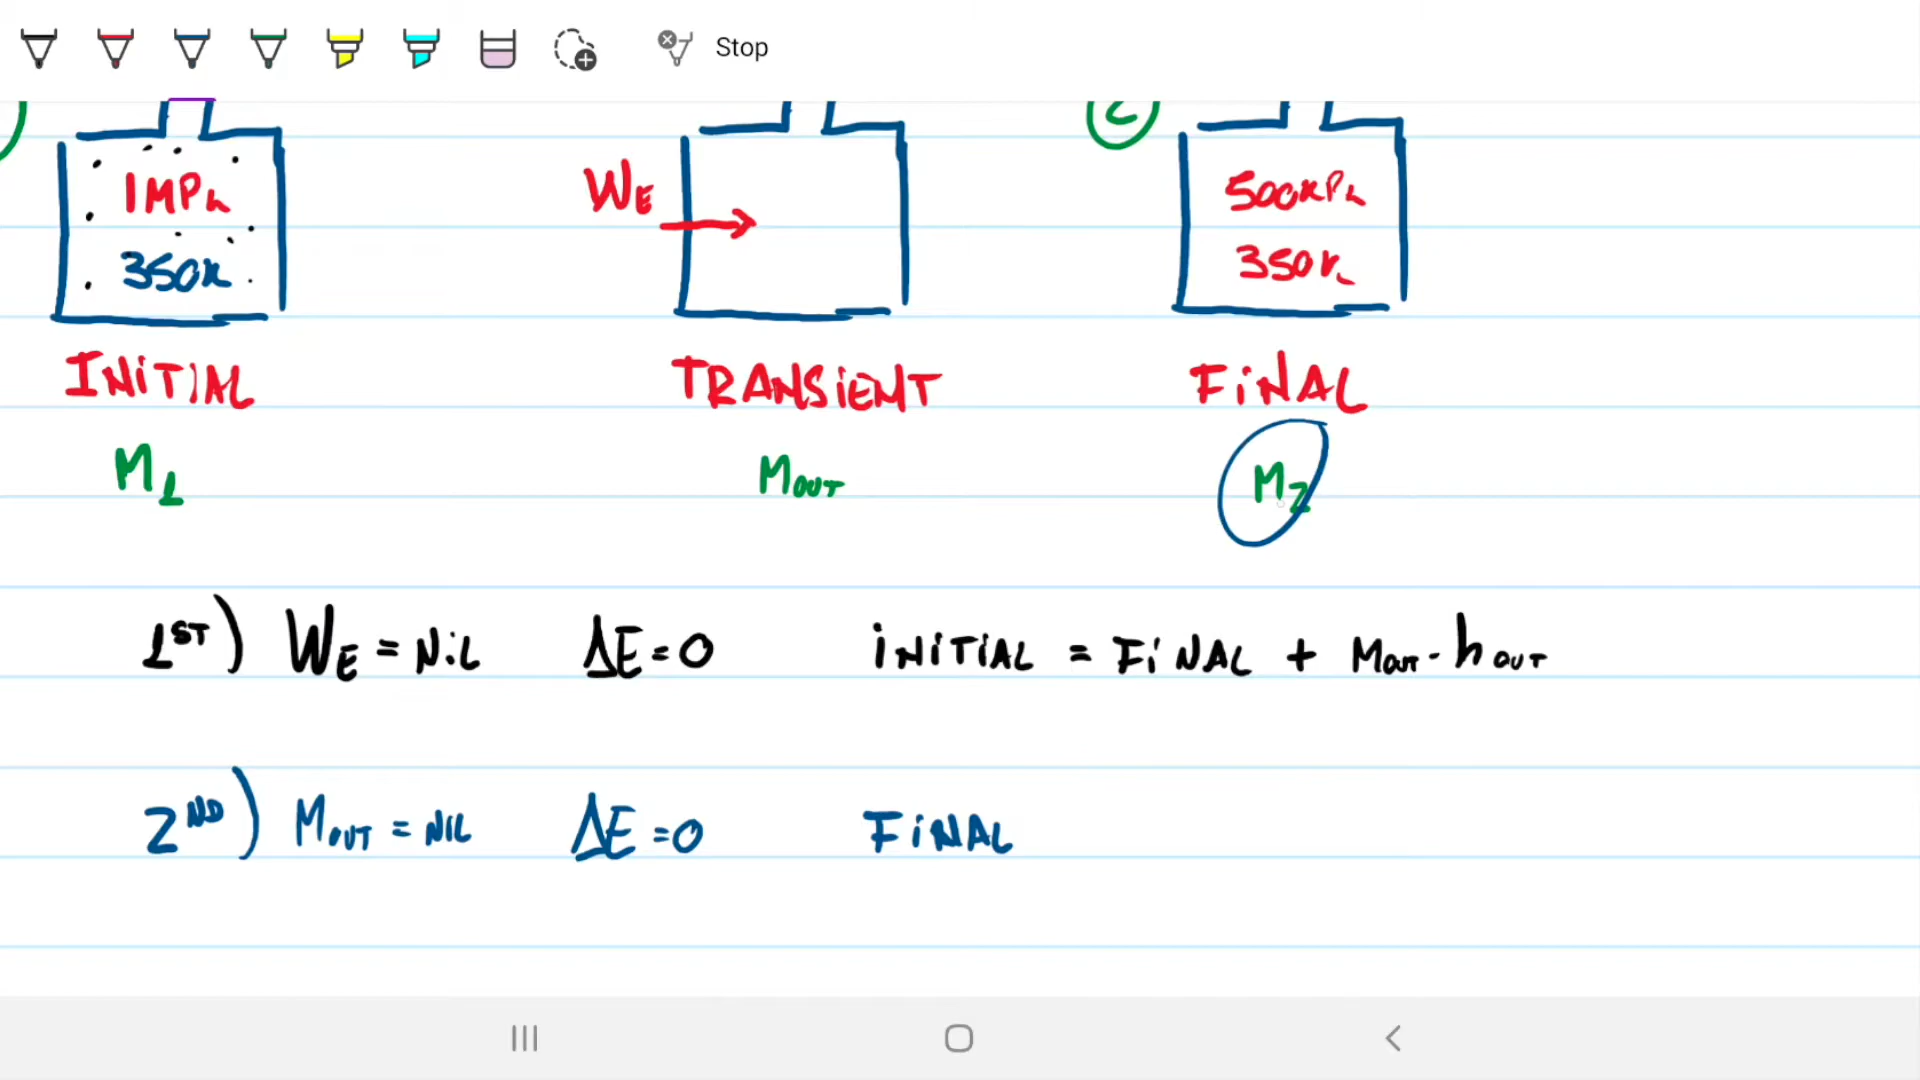 Stop
2
1MPa
350K
WE
500kPa
350K
INITIAL
TRANSIENT
FINAL
M1
MOUT
M2
1ST) WE = NIL ΔE=0 INITIAL = FINAL + MOUT · hOUT
2ND) MOUT = NIL ΔE=0 FINAL